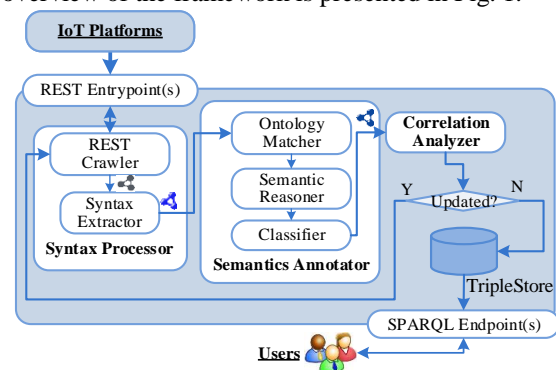 overview of the framework is presented in Fig. 1.
IoT Platforms
REST Entrypoint(s)
REST
Crawler
Syntax
Extractor
Syntax Processor
Ontology
Matcher
Semantic
Reasoner
Classifier
Semantics Annotator
Correlation
Analyzer
Y
N
Updated?
TripleStore
SPARQL Endpoint(s)
Users